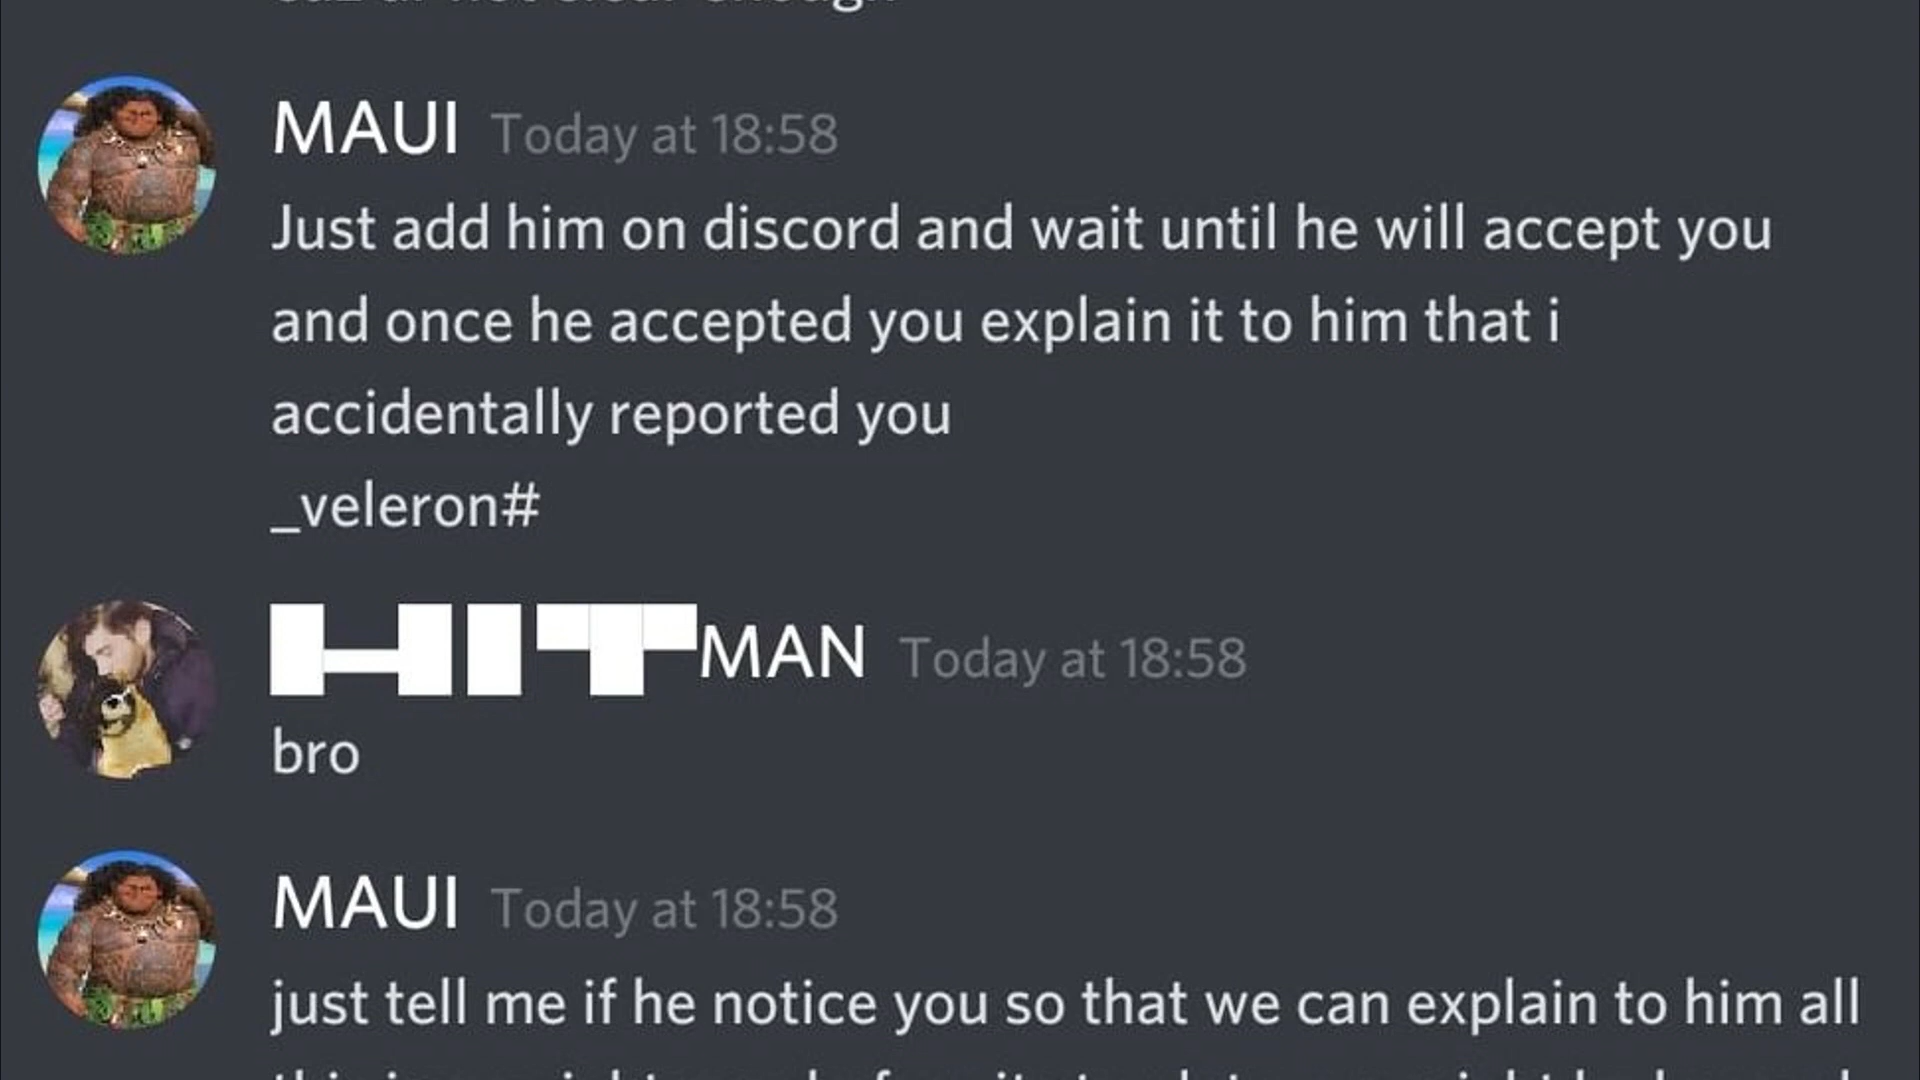 MAUI Today at 18:58
Just add him on discord and wait until he will accept you
and once he accepted you explain it to him that i
accidentally reported you
_veleron#
HITMAN Today at 18:58
bro
MAUI Today at 18:58
just tell me if he notice you so that we can explain to him all